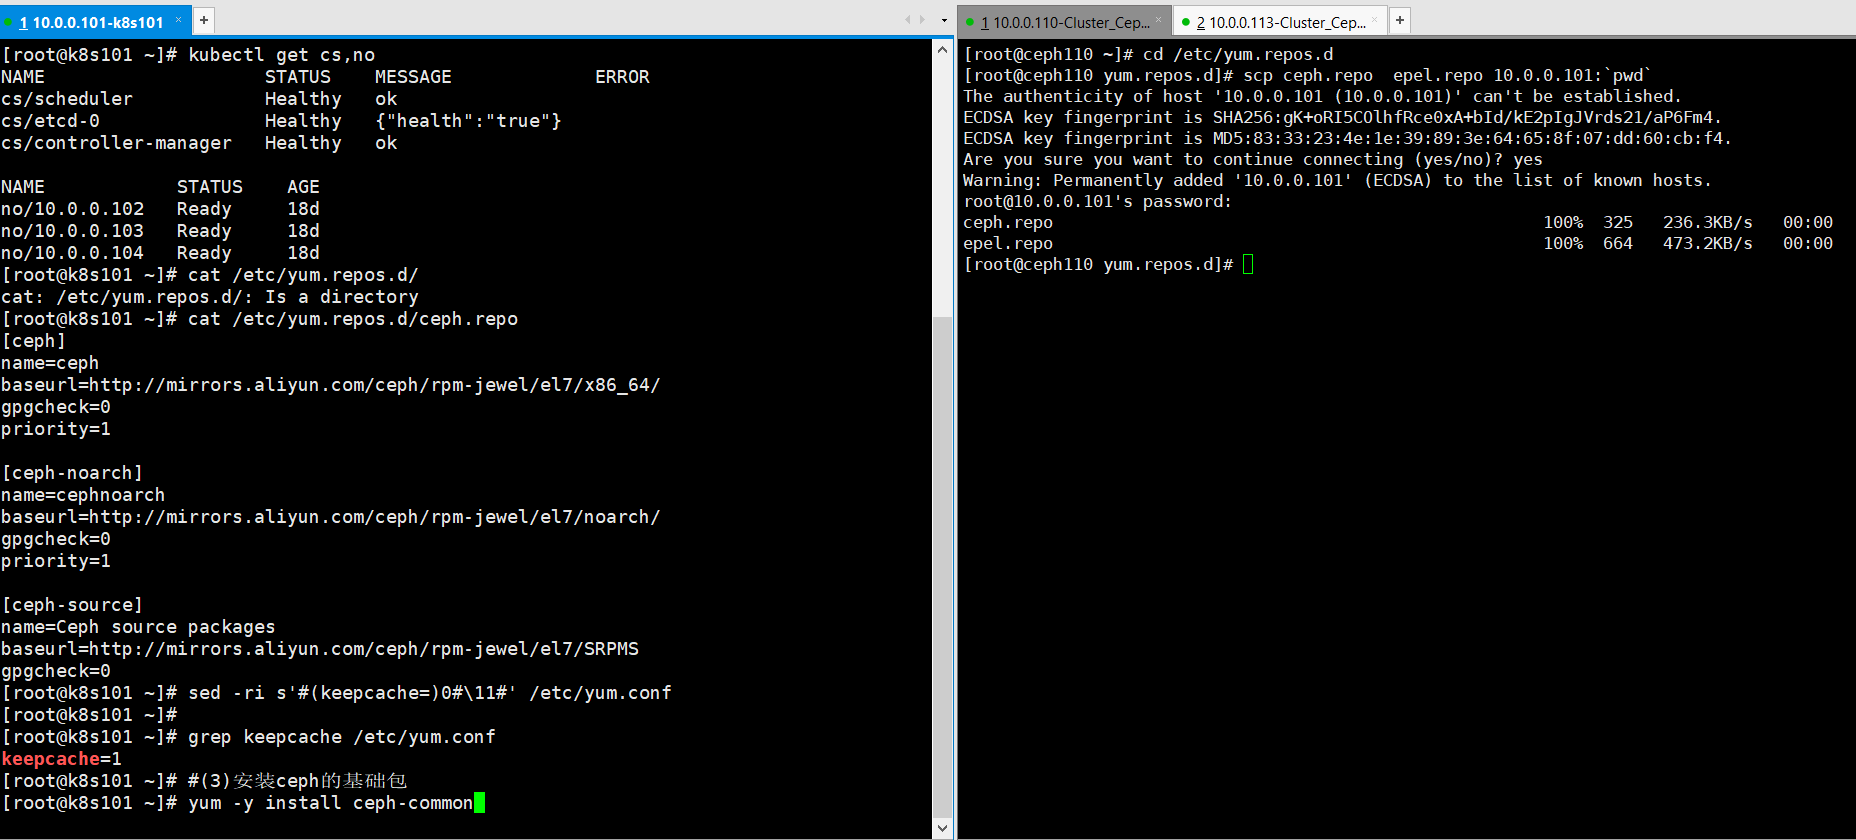 1 10.0.0.101-k8s101 × +
[root@k8s101 ~]# kubectl get cs,no
NAME                    STATUS    MESSAGE             ERROR
cs/scheduler            Healthy   ok
cs/etcd-0               Healthy   {"health":"true"}
cs/controller-manager   Healthy   ok
NAME            STATUS    AGE
no/10.0.0.102   Ready     18d
no/10.0.0.103   Ready     18d
no/10.0.0.104   Ready     18d
[root@k8s101 ~]# cat /etc/yum.repos.d/
cat: /etc/yum.repos.d/: Is a directory
[root@k8s101 ~]# cat /etc/yum.repos.d/ceph.repo
[ceph]
name=ceph
baseurl=http://mirrors.aliyun.com/ceph/rpm-jewel/el7/x86_64/
gpgcheck=0
priority=1
[ceph-noarch]
name=cephnoarch
baseurl=http://mirrors.aliyun.com/ceph/rpm-jewel/el7/noarch/
gpgcheck=0
priority=1
[ceph-source]
name=Ceph source packages
baseurl=http://mirrors.aliyun.com/ceph/rpm-jewel/el7/SRPMS
gpgcheck=0
[root@k8s101 ~]# sed -ri s'#(keepcache=)0#\11#' /etc/yum.conf
[root@k8s101 ~]#
[root@k8s101 ~]# grep keepcache /etc/yum.conf
keepcache=1
[root@k8s101 ~]# #(3)安装ceph的基础包
[root@k8s101 ~]# yum -y install ceph-common
1 10.0.0.110-Cluster_Cep... × 2 10.0.0.113-Cluster_Cep... × +
[root@ceph110 ~]# cd /etc/yum.repos.d
[root@ceph110 yum.repos.d]# scp ceph.repo  epel.repo 10.0.0.101:`pwd`
The authenticity of host '10.0.0.101 (10.0.0.101)' can't be established.
ECDSA key fingerprint is SHA256:gK+oRI5COlhfRce0xA+bId/kE2pIgJVrds21/aP6Fm4.
ECDSA key fingerprint is MD5:83:33:23:4e:1e:39:89:3e:64:65:8f:07:dd:60:cb:f4.
Are you sure you want to continue connecting (yes/no)? yes
Warning: Permanently added '10.0.0.101' (ECDSA) to the list of known hosts.
root@10.0.0.101's password:
ceph.repo                                     100%  325   236.3KB/s   00:00
epel.repo                                     100%  664   473.2KB/s   00:00
[root@ceph110 yum.repos.d]#